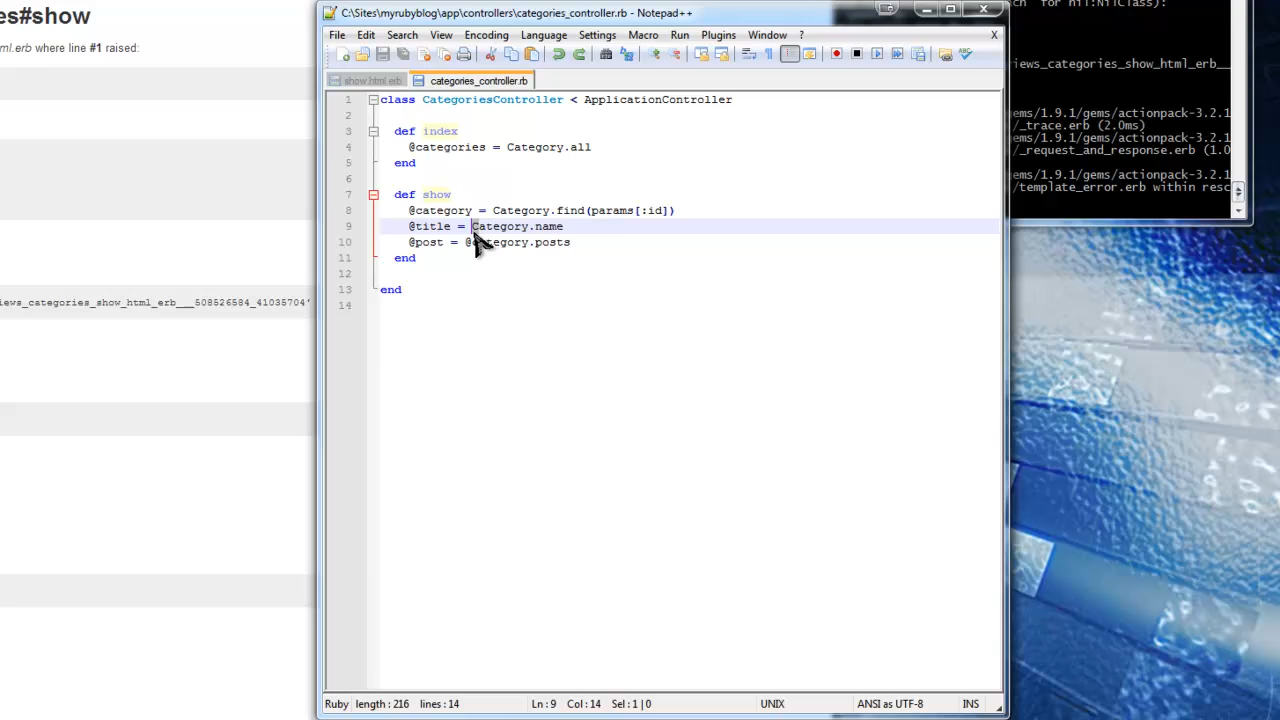 es#show
ml.erb where line #1 raised:
iews_categories_show_html_erb___508526584_41035704'
C:\Sites\myrubyblog\app\controllers\categories_controller.rb - Notepad++
File Edit Search View Encoding Language Settings Macro Run Plugins Window ? X
show.html.erb categories_controller.rb
1 class CategoriesController < ApplicationController
2
3 def index
4 @categories = Category.all
5 end
6
7 def show
8 @category = Category.find(params[:id])
9 @title = Category.name
10 @post = @category.posts
11 end
12
13 end
14
Ruby length : 216 lines : 14 Ln : 9 Col : 14 Sel : 1 | 0 UNIX ANSI as UTF-8 INS
for nil:NilClass):
iews_categories_show_html_erb__
gems/1.9.1/gems/actionpack-3.2.1
/_trace.erb (2.0ms)
gems/1.9.1/gems/actionpack-3.2.1
/_request_and_response.erb (1.0
gems/1.9.1/gems/actionpack-3.2.1
/template_error.erb within resc